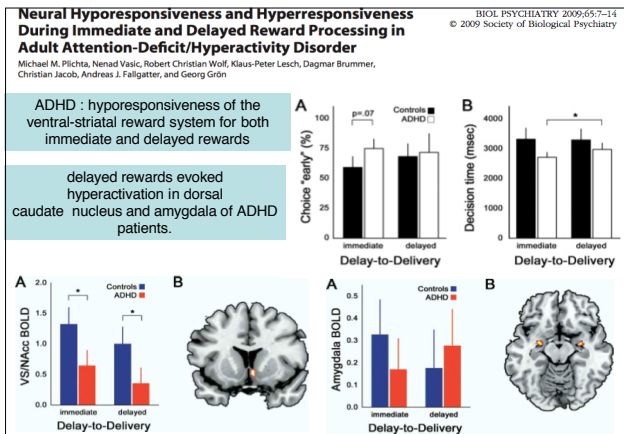 Neural Hyporesponsiveness and Hyperresponsiveness
During Immediate and Delayed Reward Processing in
Adult Attention-Deficit/Hyperactivity Disorder
BIOL PSYCHIATRY 2009;65:7–14
© 2009 Society of Biological Psychiatry
Michael M. Plichta, Nenad Vasic, Robert Christian Wolf, Klaus-Peter Lesch, Dagmar Brummer,
Christian Jacob, Andreas J. Fallgatter, and Georg Grön
ADHD : hyporesponsiveness of the
ventral-striatal reward system for both
immediate and delayed rewards
delayed rewards evoked
hyperactivation in dorsal
caudate nucleus and amygdala of ADHD
patients.
A
Controls
ADHD
p=.07
Choice "early" (%)
100
75
50
25
0
immediate
delayed
Delay-to-Delivery
B
*
Decision time (msec)
4000
3000
2000
1000
0
immediate
delayed
Delay-to-Delivery
A
Controls
ADHD
*
*
VS/NAcc BOLD
2.0
1.5
1.0
0.5
0.0
immediate
delayed
Delay-to-Delivery
B
A
Controls
ADHD
Amygdala BOLD
0.5
0.4
0.3
0.2
0.1
0.0
immediate
delayed
Delay-to-Delivery
B